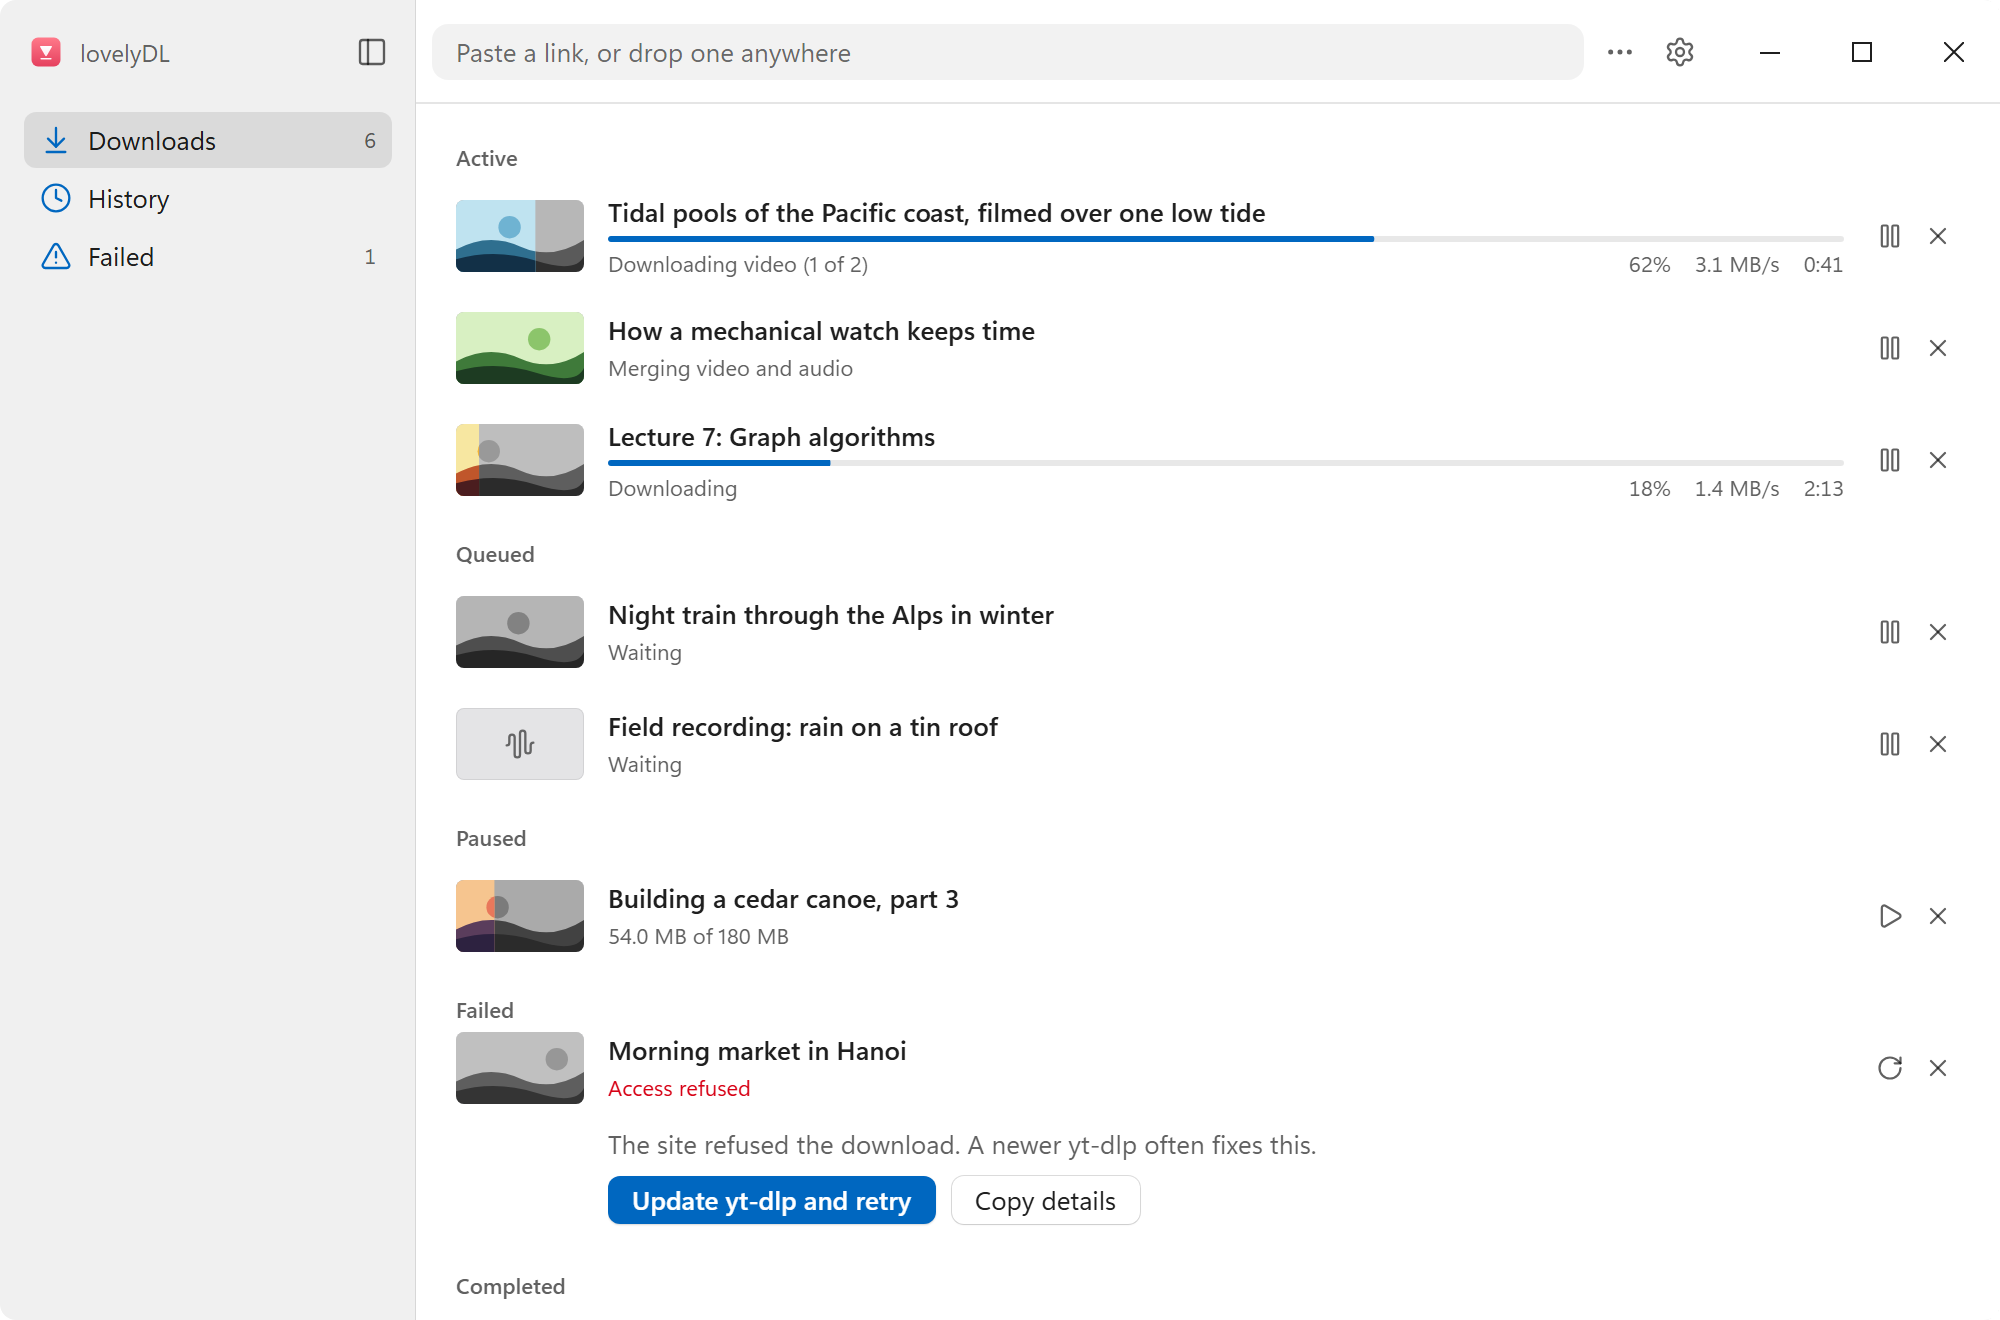 lovelyDL
Paste a link, or drop one anywhere
Downloads 6
History
Failed 1
Active
Tidal pools of the Pacific coast, filmed over one low tide
Downloading video (1 of 2) 62% 3.1 MB/s 0:41
How a mechanical watch keeps time
Merging video and audio
Lecture 7: Graph algorithms
Downloading 18% 1.4 MB/s 2:13
Queued
Night train through the Alps in winter
Waiting
Field recording: rain on a tin roof
Waiting
Paused
Building a cedar canoe, part 3
54.0 MB of 180 MB
Failed
Morning market in Hanoi
Access refused
The site refused the download. A newer yt-dlp often fixes this.
Update yt-dlp and retry Copy details
Completed